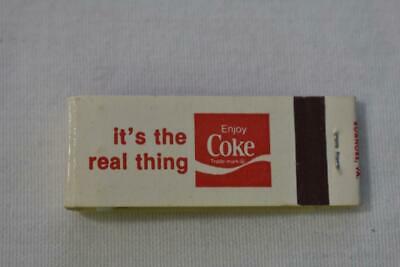 it's the
real thing
Enjoy
Coke
Trade-mark ®